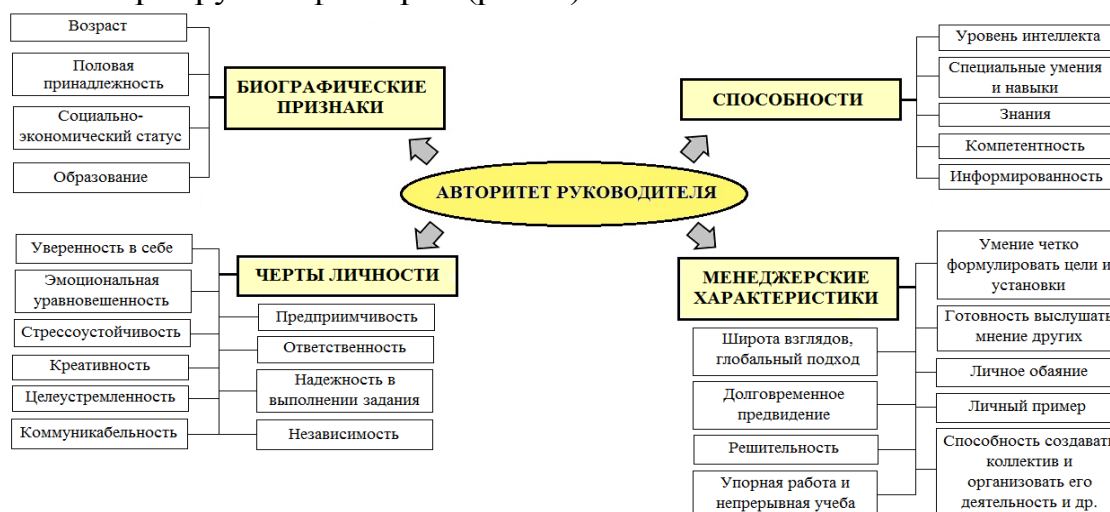 Возраст
Половая
принадлежность
Социально-
экономический статус
Образование
БИОГРАФИЧЕСКИЕ
ПРИЗНАКИ
СПОСОБНОСТИ
Уровень интеллекта
Специальные умения
и навыки
Знания
Компетентность
Информированность
АВТОРИТЕТ РУКОВОДИТЕЛЯ
ЧЕРТЫ ЛИЧНОСТИ
Уверенность в себе
Эмоциональная
уравновешенность
Стрессоустойчивость
Креативность
Целеустремленность
Коммуникабельность
Предприимчивость
Ответственность
Надежность в
выполнении задания
Независимость
МЕНЕДЖЕРСКИЕ
ХАРАКТЕРИСТИКИ
Широта взглядов,
глобальный подход
Долговременное
предвидение
Решительность
Упорная работа и
непрерывная учеба
Умение четко
формулировать цели и
установки
Готовность выслушать
мнение других
Личное обаяние
Личный пример
Способность создавать
коллектив и
организовать его
деятельность и др.